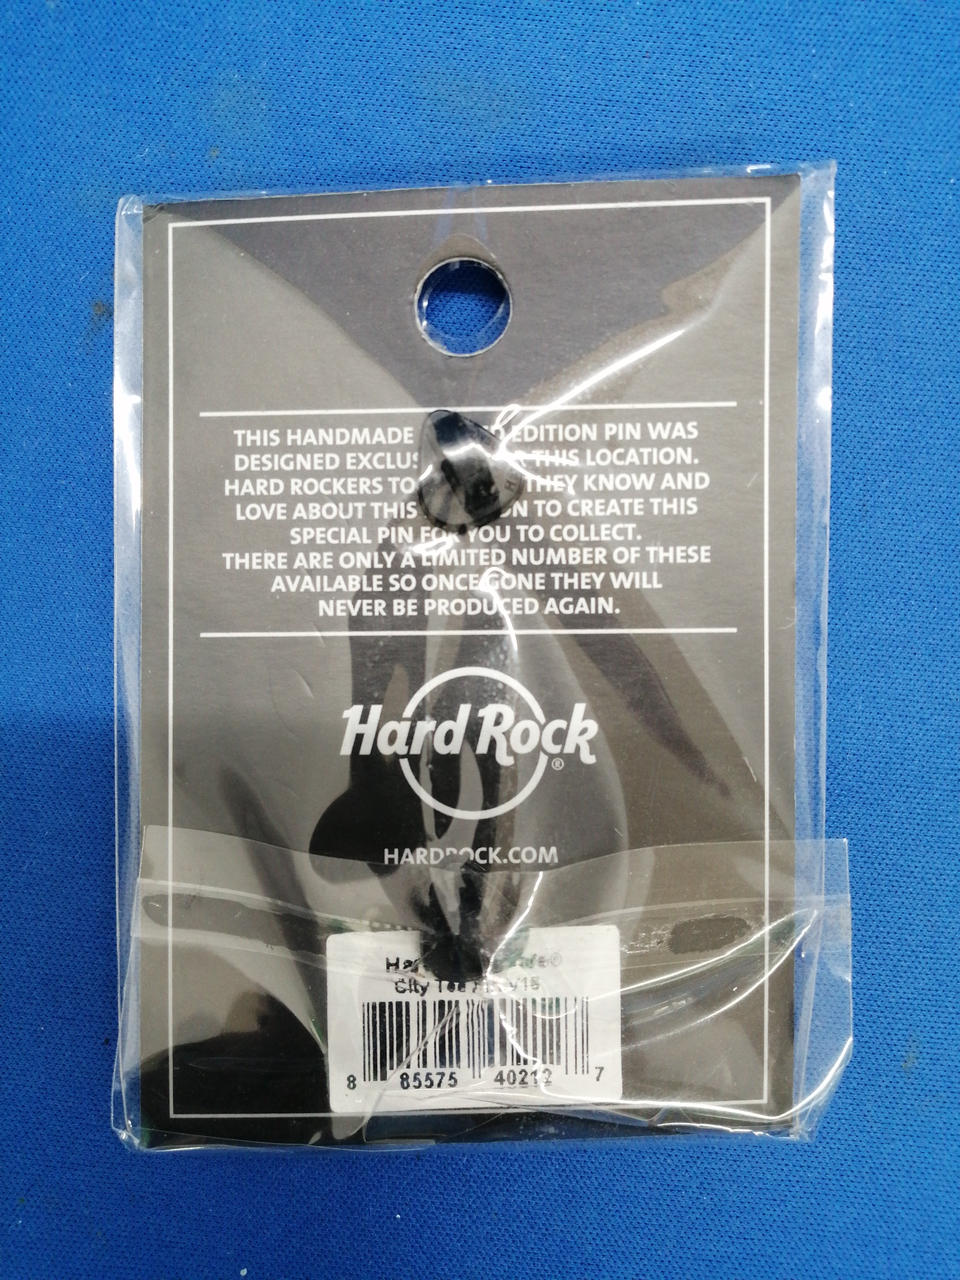 THIS HANDMADE EDITION PIN WAS
DESIGNED THIS LOCATION.
HARD ROCKERS THEY KNOW AND
LOVE ABOUT THIS TO CREATE THIS
SPECIAL PIN FOR YOU TO COLLECT.
THERE ARE ONLY A LIMITED NUMBER OF THESE
AVAILABLE SO ONCE GONE THEY WILL
NEVER BE PRODUCED AGAIN.
Hard Rock
®
HARDROCK.COM
City
8 85575 40212 7